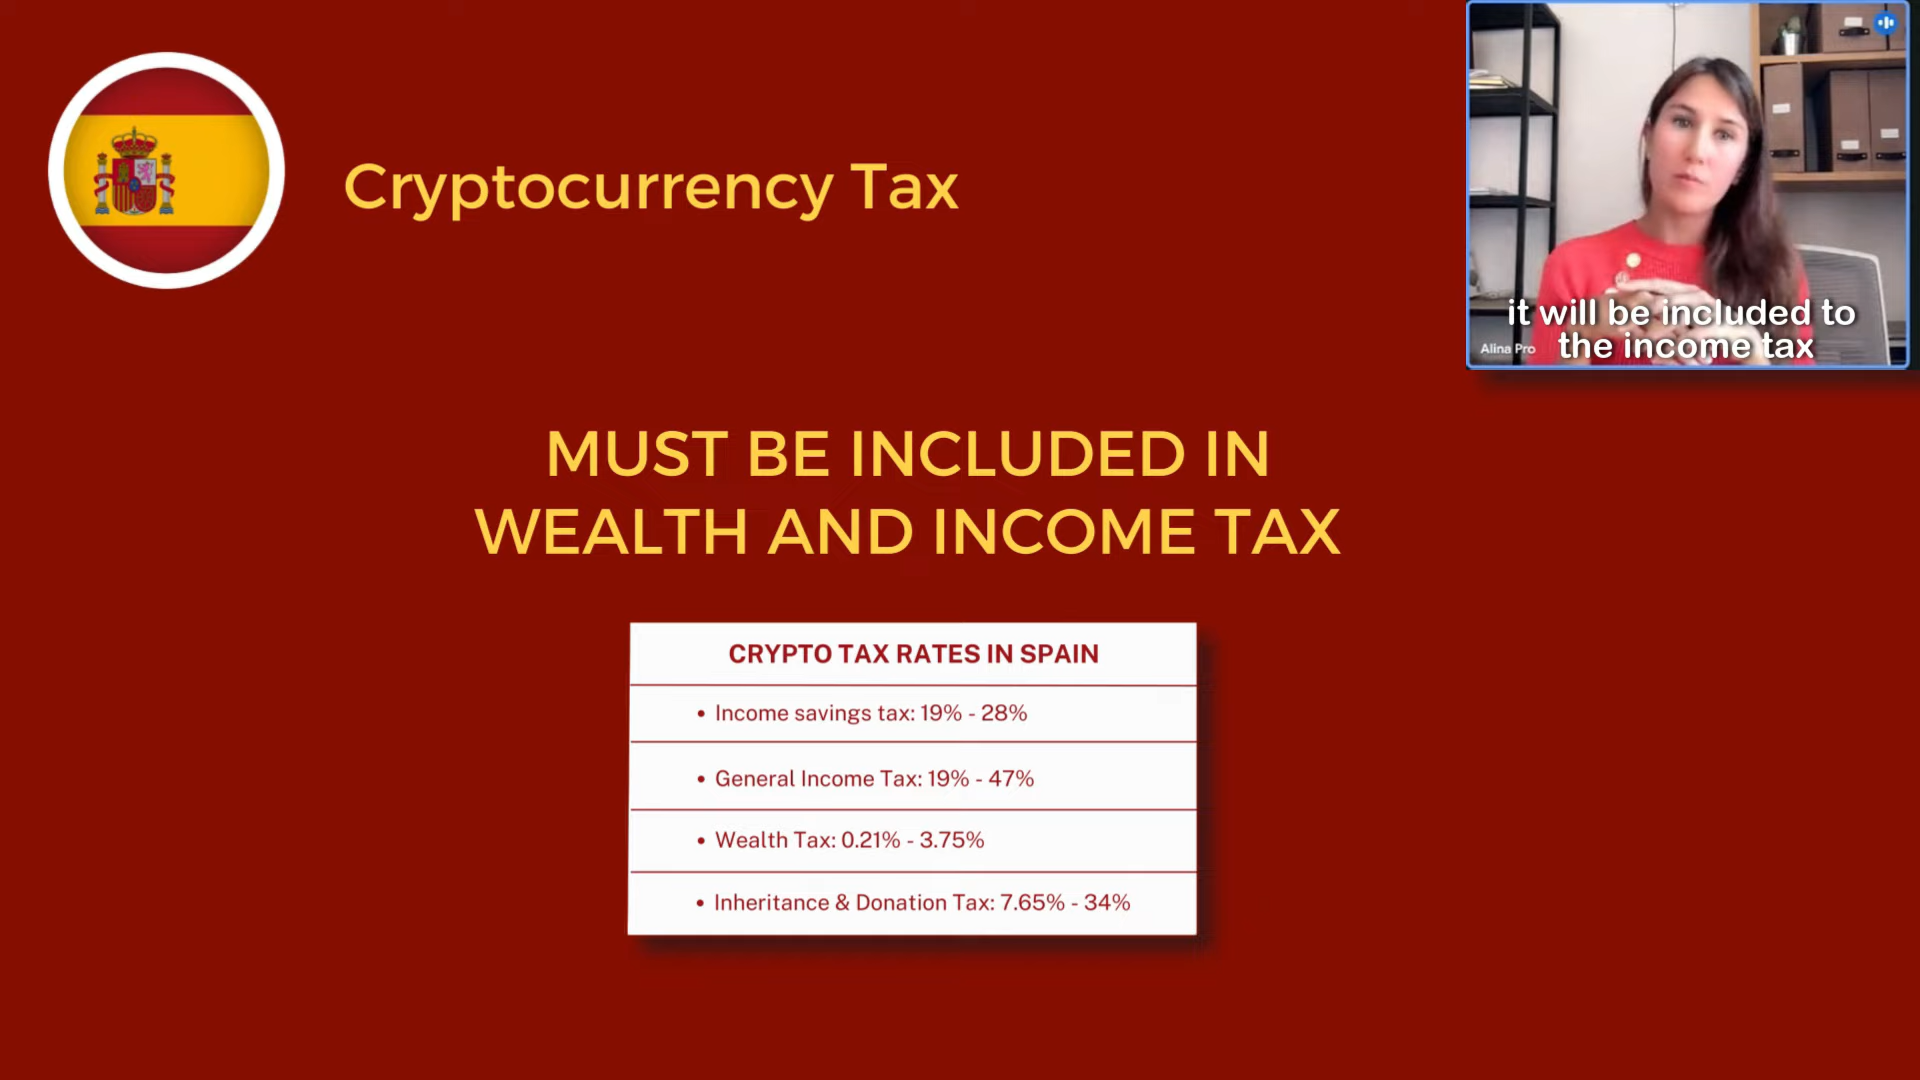 Cryptocurrency Tax
it will be included to
the income tax
Alina Pro
MUST BE INCLUDED IN
WEALTH AND INCOME TAX
CRYPTO TAX RATES IN SPAIN
• Income savings tax: 19% - 28%
• General Income Tax: 19% - 47%
• Wealth Tax: 0.21% - 3.75%
• Inheritance & Donation Tax: 7.65% - 34%